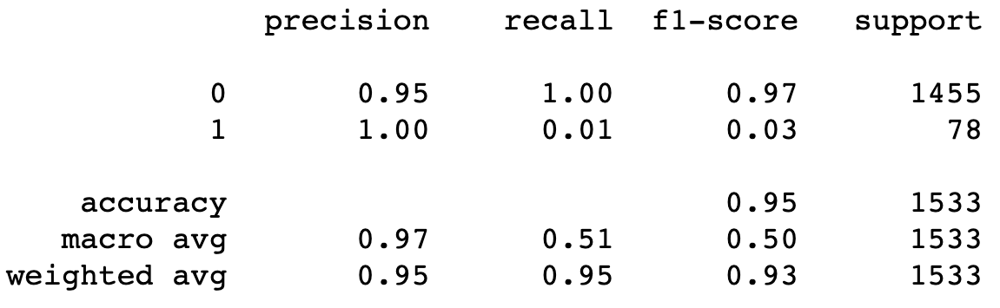 precision recall f1-score support
0 0.95 1.00 0.97 1455
1 1.00 0.01 0.03 78
accuracy 0.95 1533
macro avg 0.97 0.51 0.50 1533
weighted avg 0.95 0.95 0.93 1533